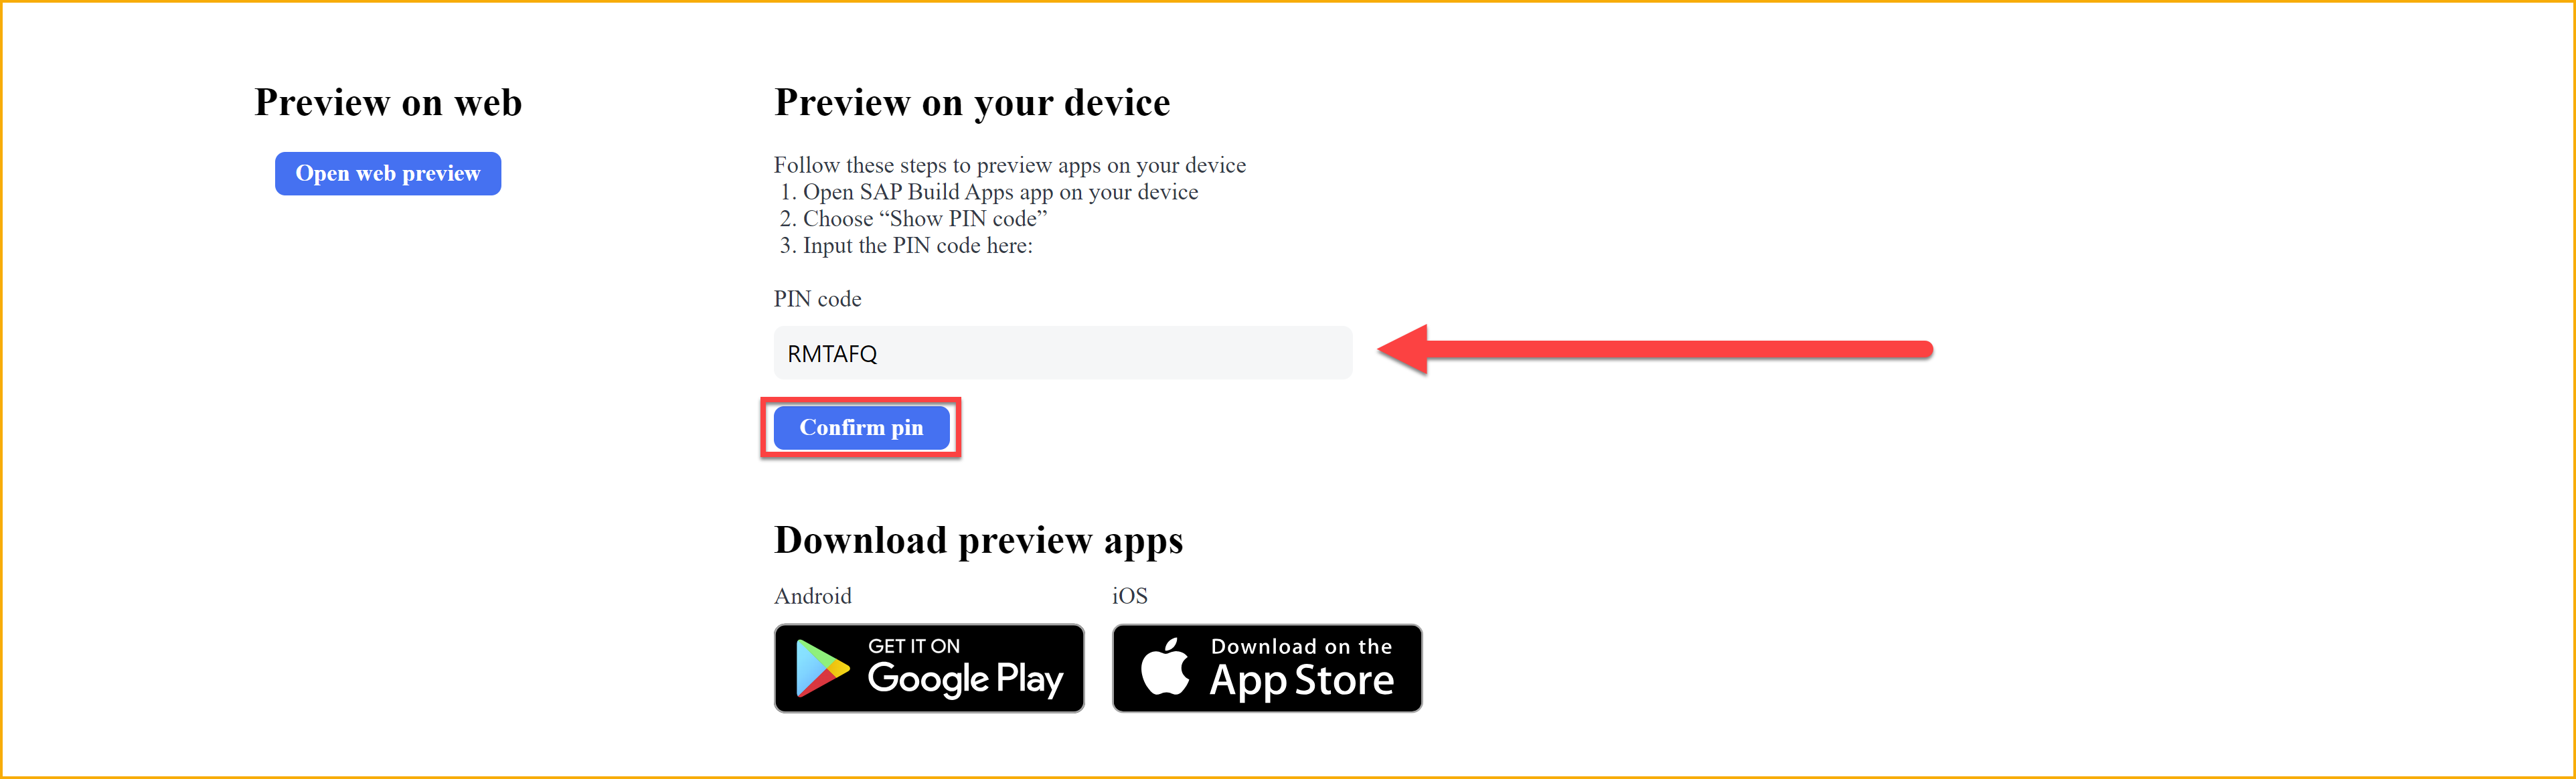 Preview on web
Open web preview
Preview on your device
Follow these steps to preview apps on your device
1. Open SAP Build Apps app on your device
2. Choose “Show PIN code”
3. Input the PIN code here:
PIN code
RMTAFQ
Confirm pin
Download preview apps
Android
GET IT ON
Google Play
iOS
Download on the
App Store